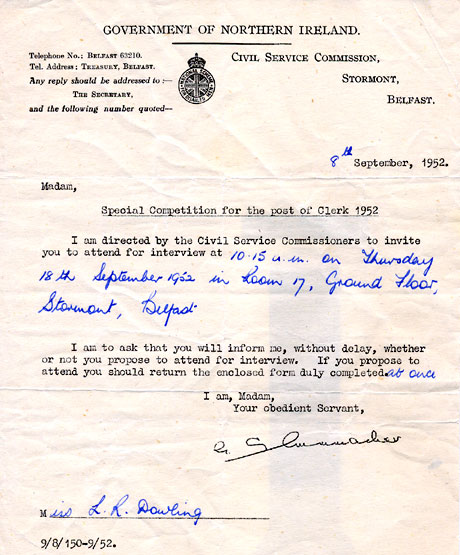 GOVERNMENT OF NORTHERN IRELAND.
Telephone No.: BELFAST 63210.
Tel. Address: TREASURY, BELFAST.
Any reply should be addressed to:—
THE SECRETARY,
and the following number quoted—
CIVIL SERVICE COMMISSION,
STORMONT,
BELFAST.
8th September, 1952.
Madam,
Special Competition for the post of Clerk 1952
I am directed by the Civil Service Commissioners to invite
you to attend for interview at 10.15 a.m. on Thursday
18th September 1952 in Room 17, Ground Floor,
Stormont, Belfast.
I am to ask that you will inform me, without delay, whether
or not you propose to attend for interview. If you propose to
attend you should return the enclosed form duly completed at once
I am, Madam,
Your obedient Servant,
Miss L. R. Dowling
9/8/150-9/52.